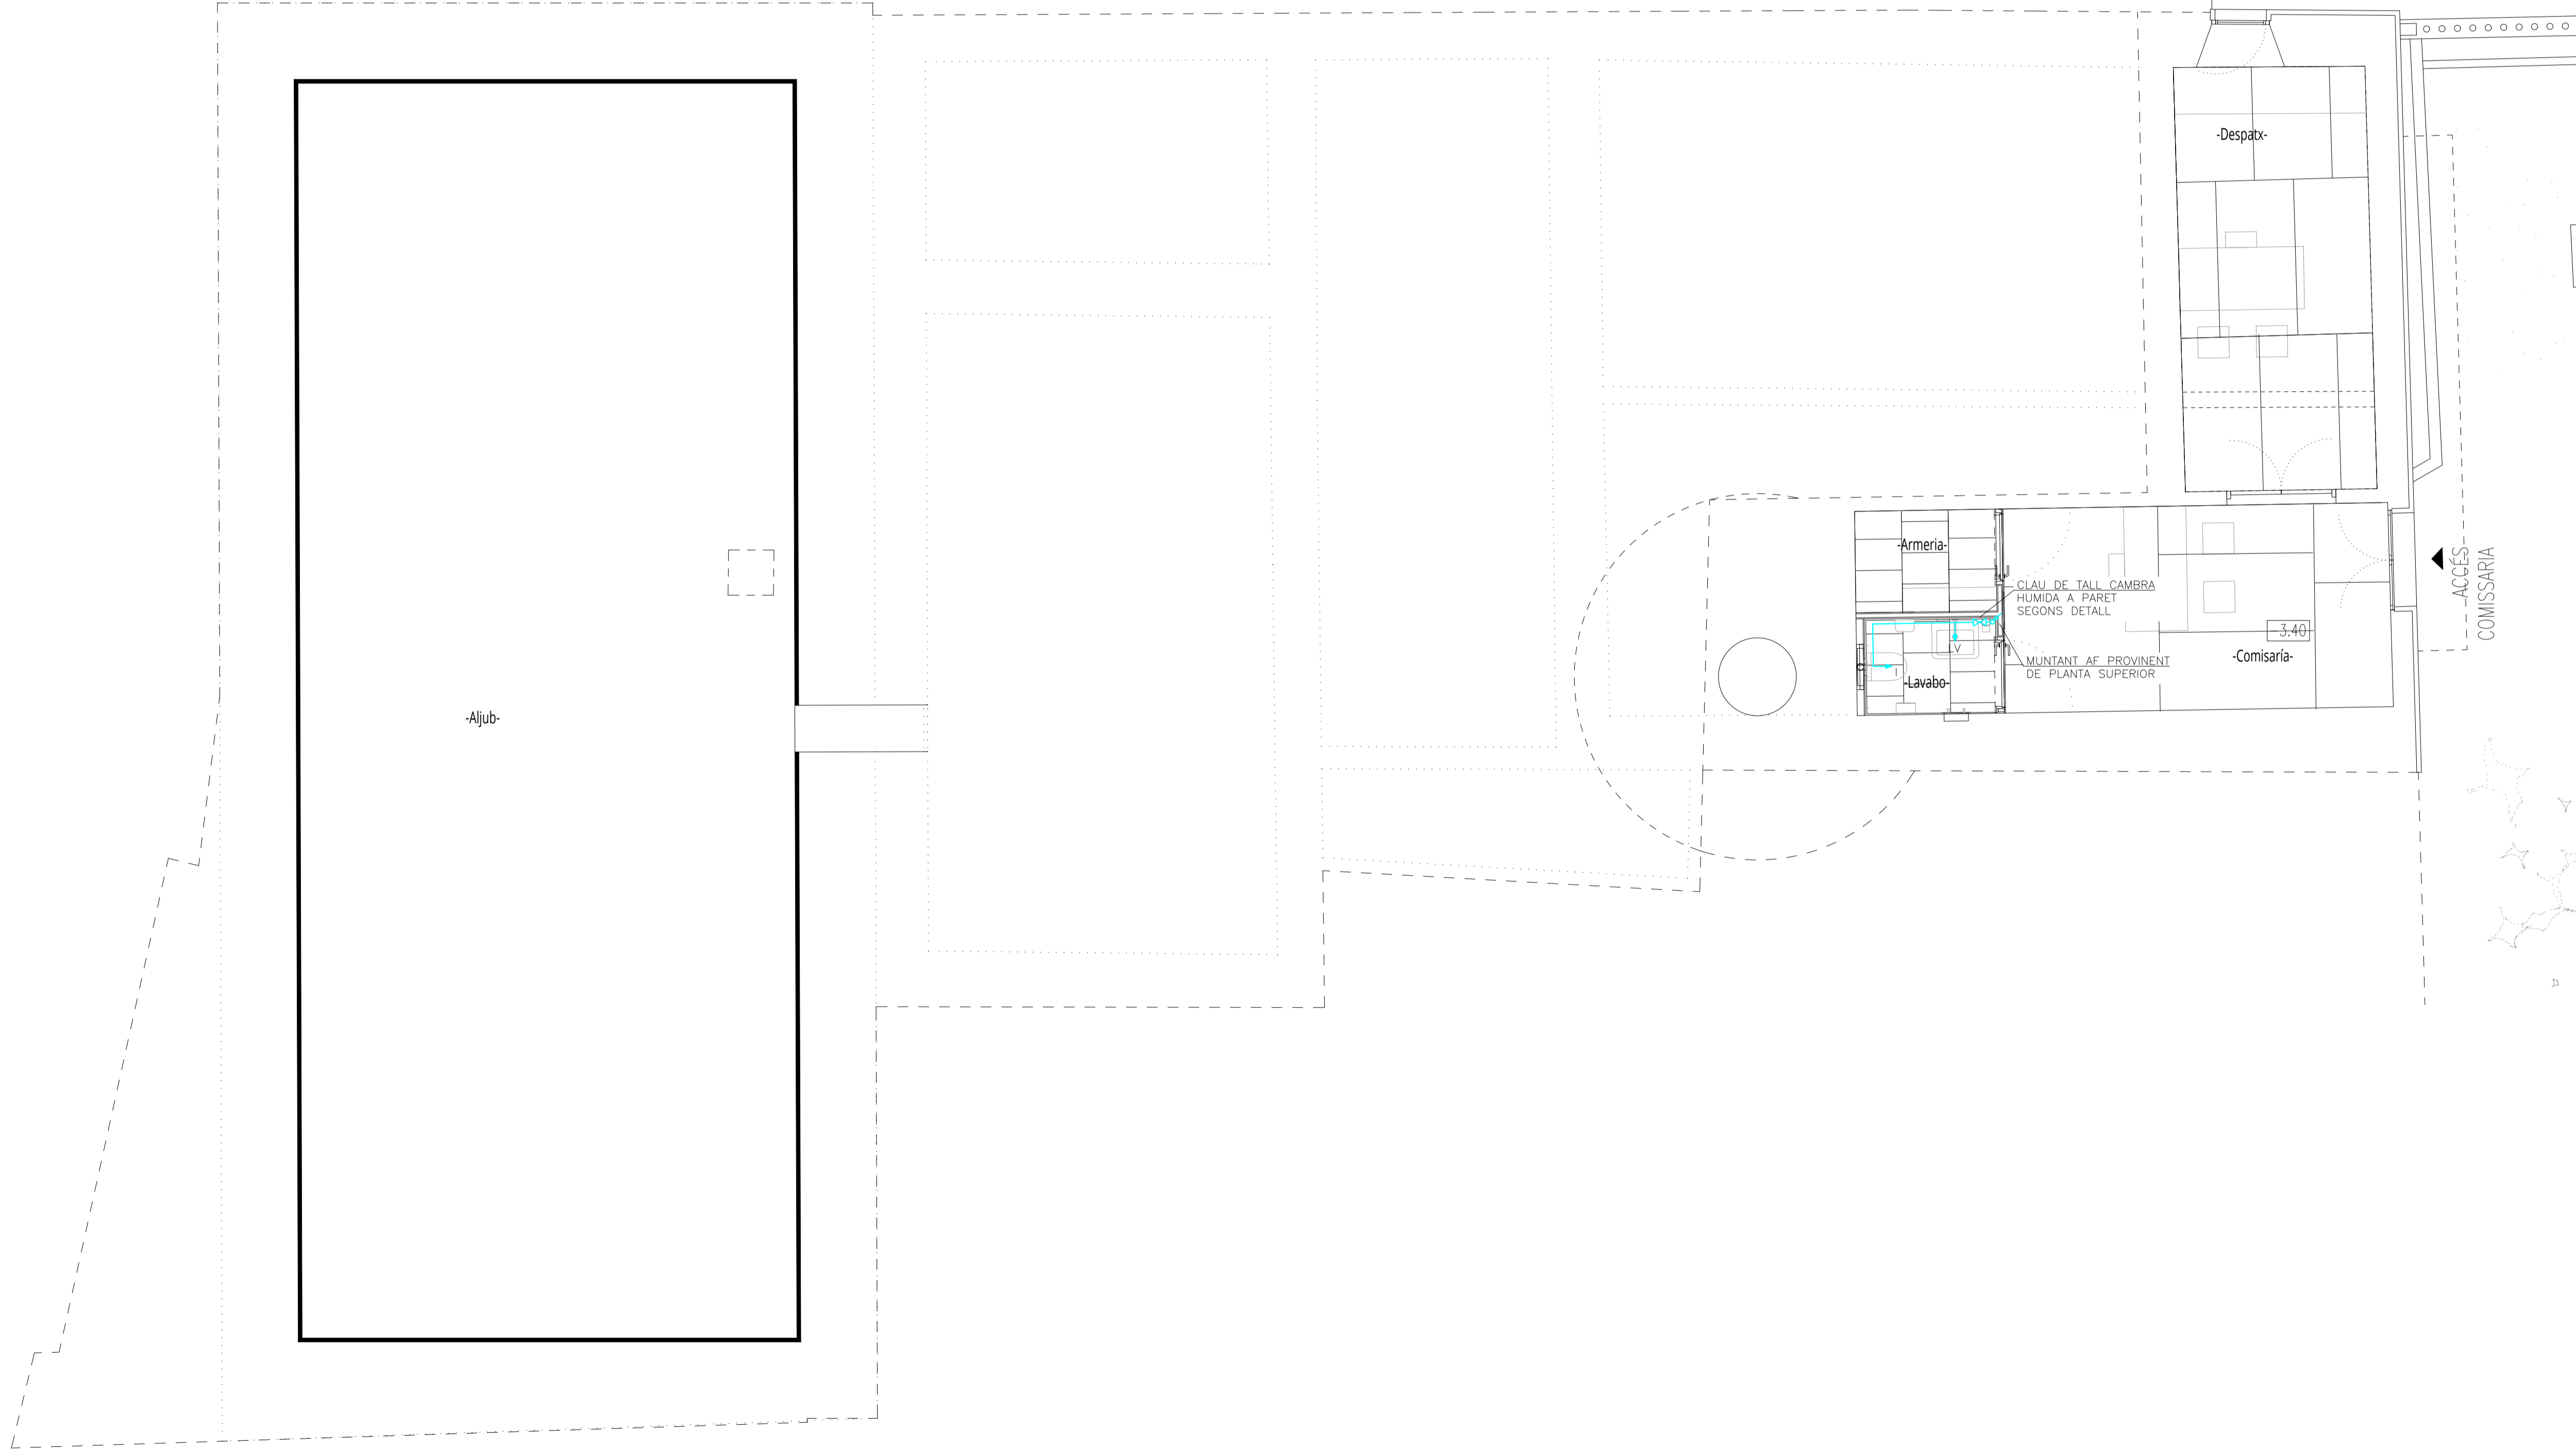 -Despatx-
-Armeria-
CLAU DE TALL CAMBRA
HUMIDA A PARET
SEGONS DETALL
ACCÉS
COMISSARIA
-3.40
LV
I
MUNTANT AF PROVINENT
DE PLANTA SUPERIOR
-Comisaría-
-Lavabo-
-Aljub-